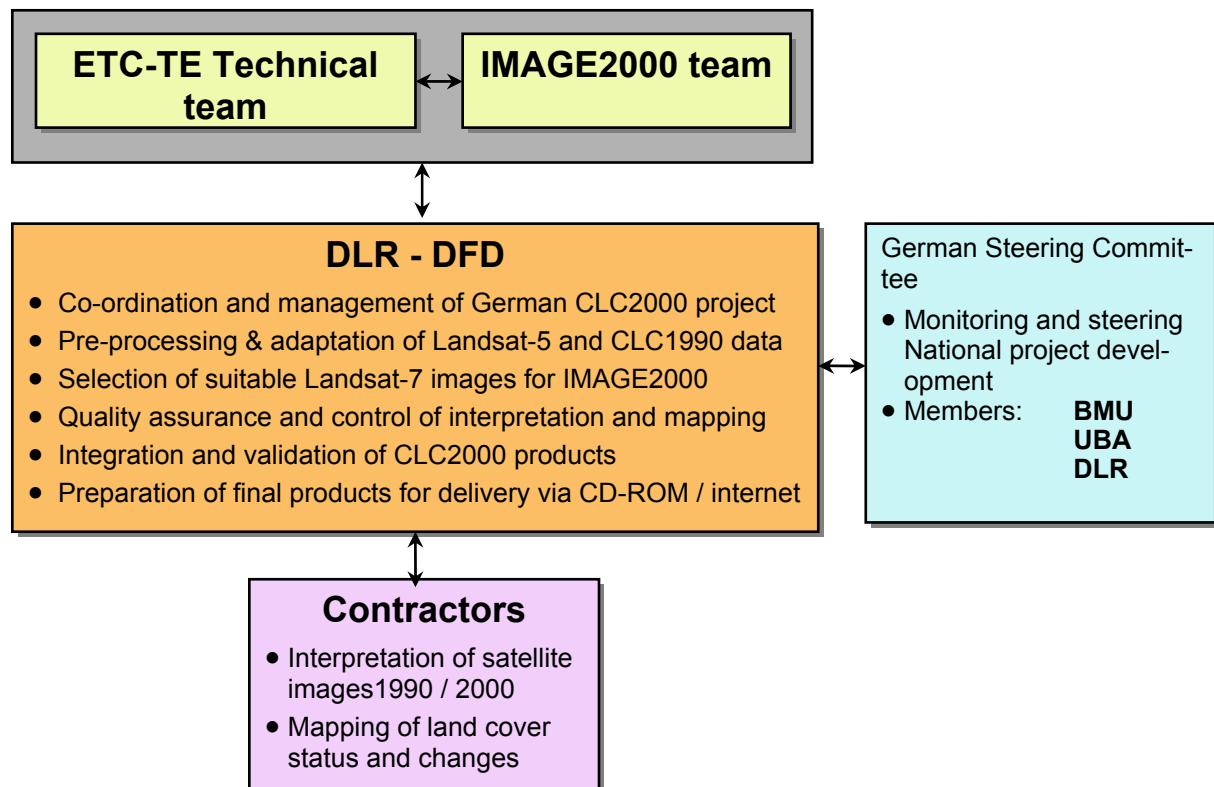 ETC-TE Technical
team
IMAGE2000 team
DLR - DFD
• Co-ordination and management of German CLC2000 project
• Pre-processing & adaptation of Landsat-5 and CLC1990 data
• Selection of suitable Landsat-7 images for IMAGE2000
• Quality assurance and control of interpretation and mapping
• Integration and validation of CLC2000 products
• Preparation of final products for delivery via CD-ROM / internet
German Steering Commit-
tee
• Monitoring and steering
National project devel-
opment
• Members: BMU
UBA
DLR
Contractors
• Interpretation of satellite
images1990 / 2000
• Mapping of land cover
status and changes